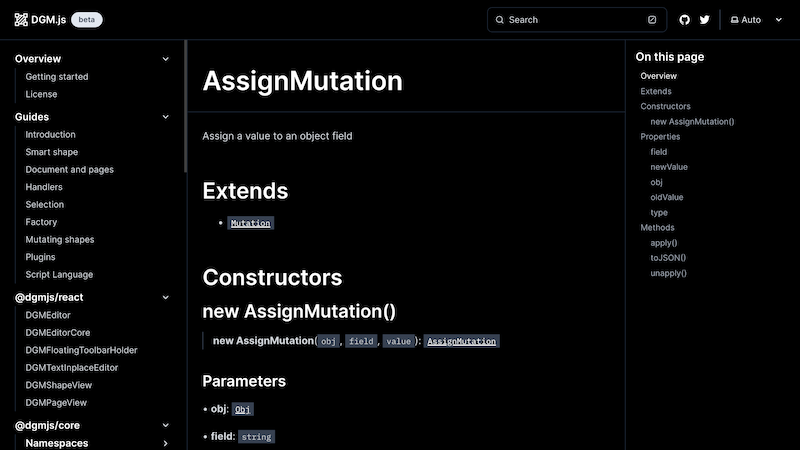 DGM.js beta
Search
Auto
Overview
Getting started
License
Guides
Introduction
Smart shape
Document and pages
Handlers
Selection
Factory
Mutating shapes
Plugins
Script Language
@dgmjs/react
DGMEditor
DGMEditorCore
DGMFloatingToolbarHolder
DGMTextInplaceEditor
DGMShapeView
DGMPageView
@dgmjs/core
Namespaces
AssignMutation
Assign a value to an object field
Extends
• Mutation
Constructors
new AssignMutation()
new AssignMutation(obj, field, value): AssignMutation
Parameters
• obj: Obj
• field: string
On this page
Overview
Extends
Constructors
new AssignMutation()
Properties
field
newValue
obj
oldValue
type
Methods
apply()
toJSON()
unapply()